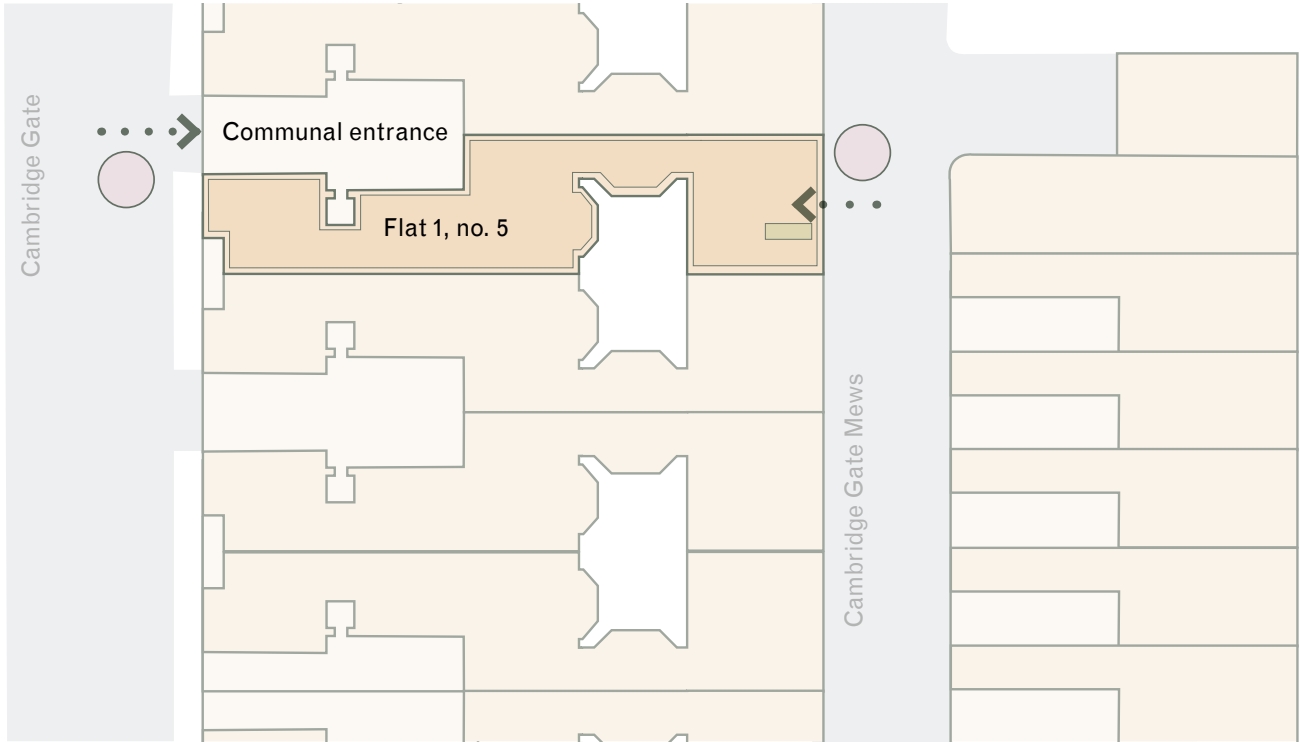 Cambridge Gate
Communal entrance
Flat 1, no. 5
Cambridge Gate Mews